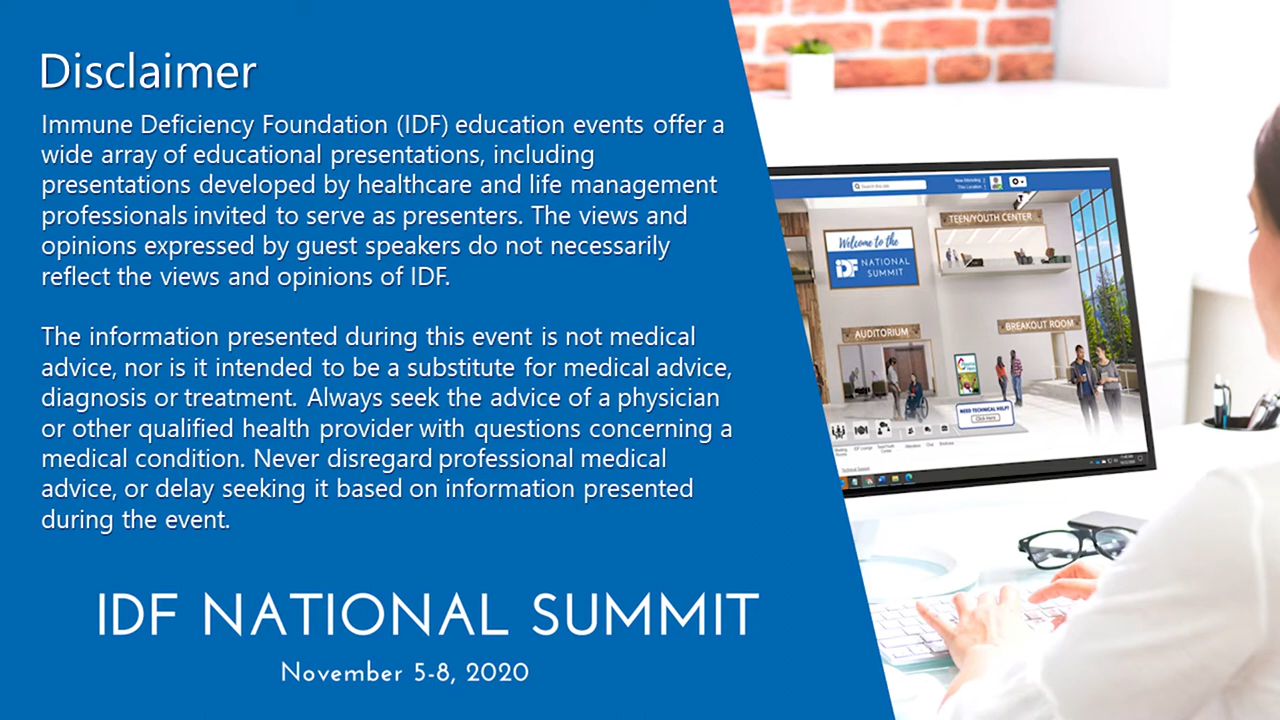 Disclaimer
Immune Deficiency Foundation (IDF) education events offer a
wide array of educational presentations, including
presentations developed by healthcare and life management
professionals invited to serve as presenters. The views and
opinions expressed by guest speakers do not necessarily
reflect the views and opinions of IDF.
The information presented during this event is not medical
advice, nor is it intended to be a substitute for medical advice,
diagnosis or treatment. Always seek the advice of a physician
or other qualified health provider with questions concerning a
medical condition. Never disregard professional medical
advice, or delay seeking it based on information presented
during the event.
IDF NATIONAL SUMMIT
November 5-8, 2020
TEEN/YOUTH CENTER
Welcome to the
IDF NATIONAL
SUMMIT
AUDITORIUM
BREAKOUT ROOM
NEED TECHNICAL HELP?
Click Here